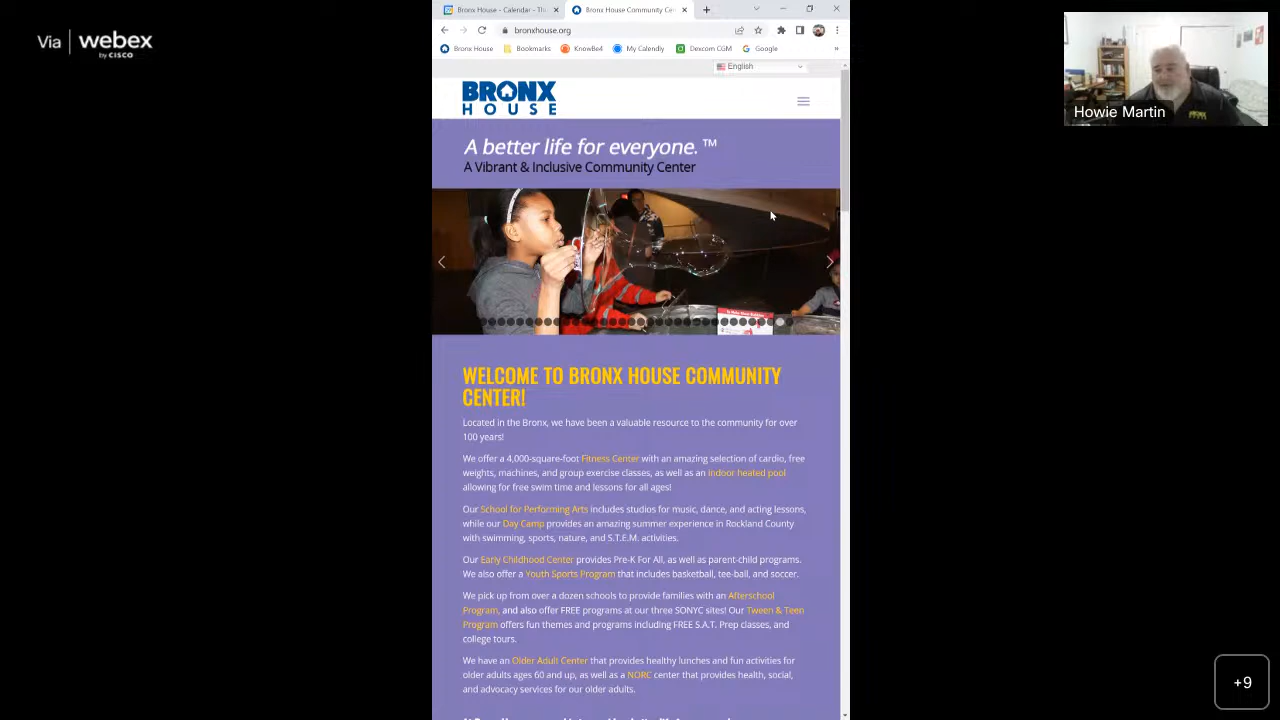 Via webex
by CISCO
Bronx House - Calendar - Th
Bronx House Community Cen
bronxhouse.org
Bronx House Bookmarks KnowBe4 My Calendly Dexcom CGM Google »
English
BRONX
HOUSE
A better life for everyone.™
A Vibrant & Inclusive Community Center
WELCOME TO BRONX HOUSE COMMUNITY
CENTER!
Located in the Bronx, we have been a valuable resource to the community for over
100 years!
We offer a 4,000-square-foot Fitness Center with an amazing selection of cardio, free
weights, machines, and group exercise classes, as well as an indoor heated pool
allowing for free swim time and lessons for all ages!
Our School for Performing Arts includes studios for music, dance, and acting lessons,
while our Day Camp provides an amazing summer experience in Rockland County
with swimming, sports, nature, and S.T.E.M. activities.
Our Early Childhood Center provides Pre-K For All, as well as parent-child programs.
We also offer a Youth Sports Program that includes basketball, tee-ball, and soccer.
We pick up from over a dozen schools to provide families with an Afterschool
Program, and also offer FREE programs at our three SONYC sites! Our Tween & Teen
Program offers fun themes and programs including FREE S.A.T. Prep classes, and
college tours.
We have an Older Adult Center that provides healthy lunches and fun activities for
older adults ages 60 and up, as well as a NORC center that provides health, social,
and advocacy services for our older adults.
Howie Martin
+9